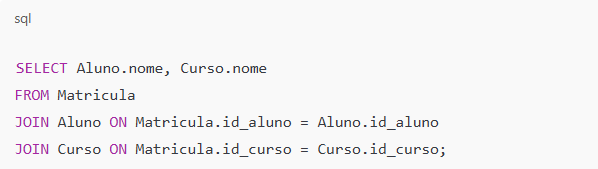 sql
SELECT Aluno.nome, Curso.nome
FROM Matricula
JOIN Aluno ON Matricula.id_aluno = Aluno.id_aluno
JOIN Curso ON Matricula.id_curso = Curso.id_curso;